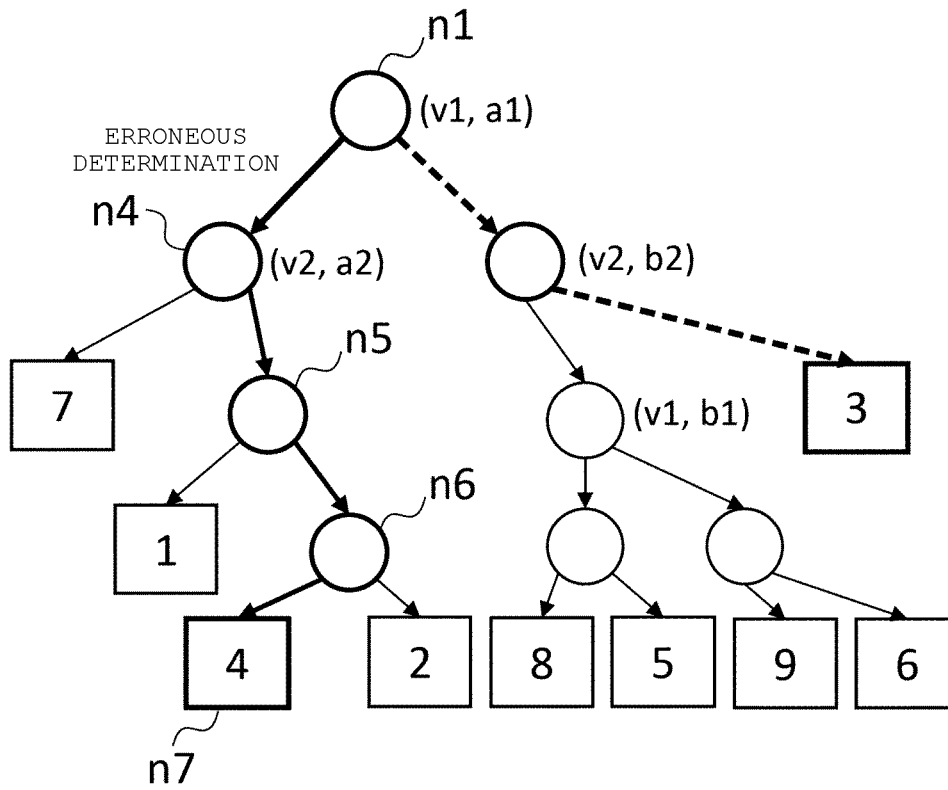 n1
(v1, a1)
ERRONEOUS
DETERMINATION
n4
(v2, a2)
(v2, b2)
n5
7
(v1, b1)
3
n6
1
4
2
8
5
9
6
n7